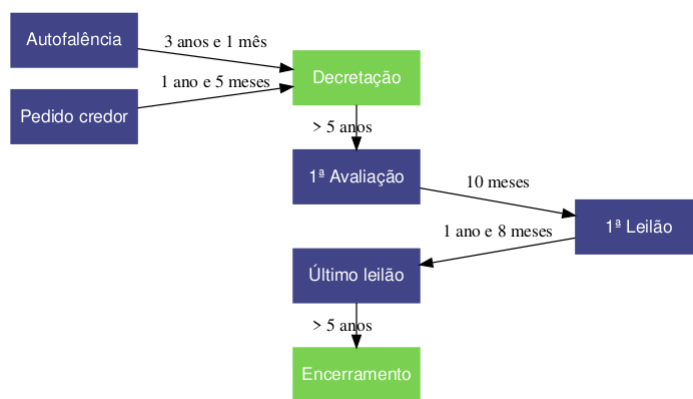 Autofalência
3 anos e 1 mês
Decretação
1 ano e 5 meses
Pedido credor
> 5 anos
1ª Avaliação
10 meses
1ª Leilão
1 ano e 8 meses
Último leilão
> 5 anos
Encerramento